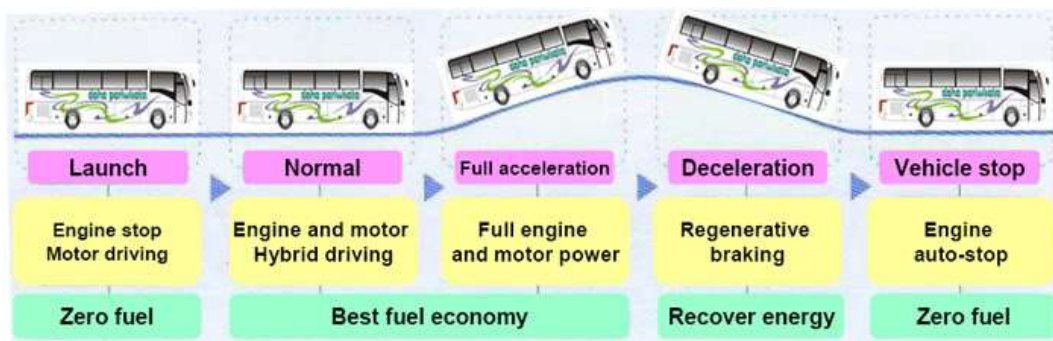 Launch
Normal
Full acceleration
Deceleration
Vehicle stop
Engine stop
Motor driving
Engine and motor
Hybrid driving
Full engine
and motor power
Regenerative
braking
Engine
auto-stop
Zero fuel
Best fuel economy
Recover energy
Zero fuel